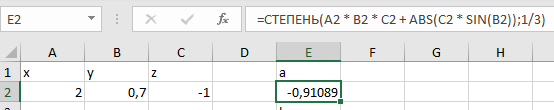 E2 =СТЕПЕНЬ(A2 * B2 * C2 + ABS(C2 * SIN(B2));1/3)
A B C D E F G H
1 x y z a
2 2 0,7 -1 -0,91089